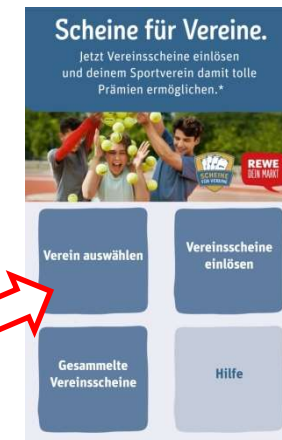 Scheine für Vereine.
Jetzt Vereinsscheine einlösen
und deinem Sportverein damit tolle
Prämien ermöglichen.*
SCHEINE
FÜR VEREINE
REWE
DEIN MARKT
Verein auswählen
Vereinsscheine
einlösen
Gesammelte
Vereinsscheine
Hilfe